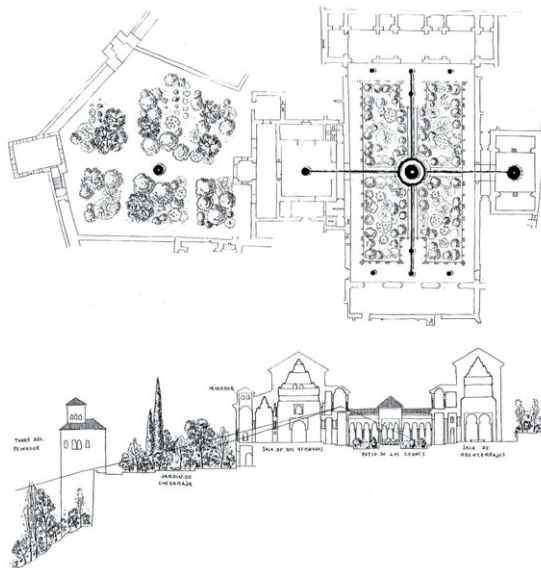 MIRADOR
TORRE DEL
PEINADOR
JARDIN DE
LINDARAJA
SALA DE DOS HERMANAS
PATIO DE LOS LEONES
SALA DE
ABENCERRAJES